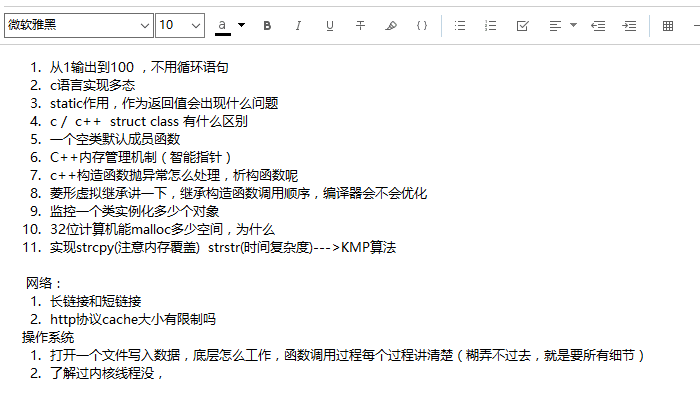 微软雅黑 10 a B I U T { }
1. 从1输出到100 ，不用循环语句
2. c语言实现多态
3. static作用，作为返回值会出现什么问题
4. c / c++ struct class 有什么区别
5. 一个空类默认成员函数
6. C++内存管理机制（智能指针）
7. c++构造函数抛异常怎么处理，析构函数呢
8. 菱形虚拟继承讲一下，继承构造函数调用顺序，编译器会不会优化
9. 监控一个类实例化多少个对象
10. 32位计算机能malloc多少空间，为什么
11. 实现strcpy(注意内存覆盖) strstr(时间复杂度)--->KMP算法
网络：
1. 长链接和短链接
2. http协议cache大小有限制吗
操作系统
1. 打开一个文件写入数据，底层怎么工作，函数调用过程每个过程讲清楚（糊弄不过去，就是要所有细节）
2. 了解过内核线程没，